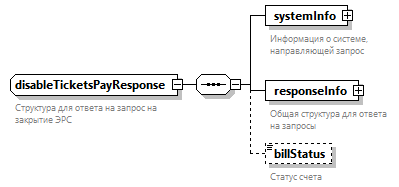 systemInfo
Информация о системе,
направляющей запрос
disableTicketsPayResponse
Структура для ответа на запрос на
закрытие ЭРС
responseInfo
Общая структура для ответа
на запросы
billStatus
Статус счета